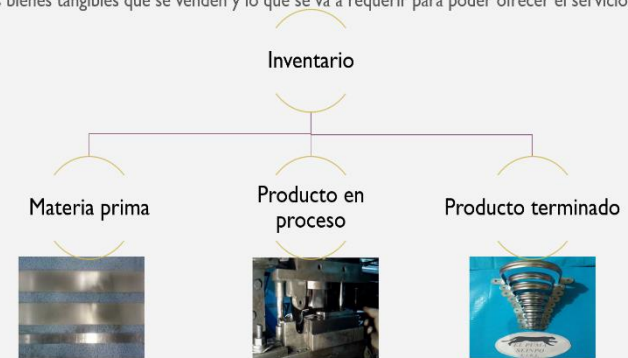 bienes tangibles que se venden y lo que se va a requerir para poder ofrecer el servicio
Inventario
Materia prima
Producto en
proceso
Producto terminado